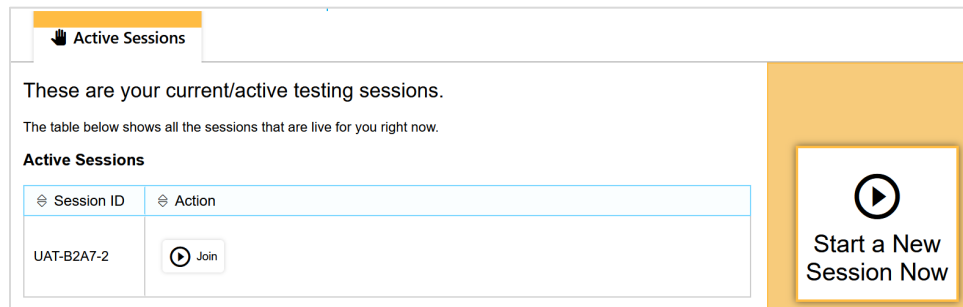 Active Sessions
These are your current/active testing sessions.
The table below shows all the sessions that are live for you right now.
Active Sessions
Session ID Action
UAT-B2A7-2 Join
Start a New
Session Now